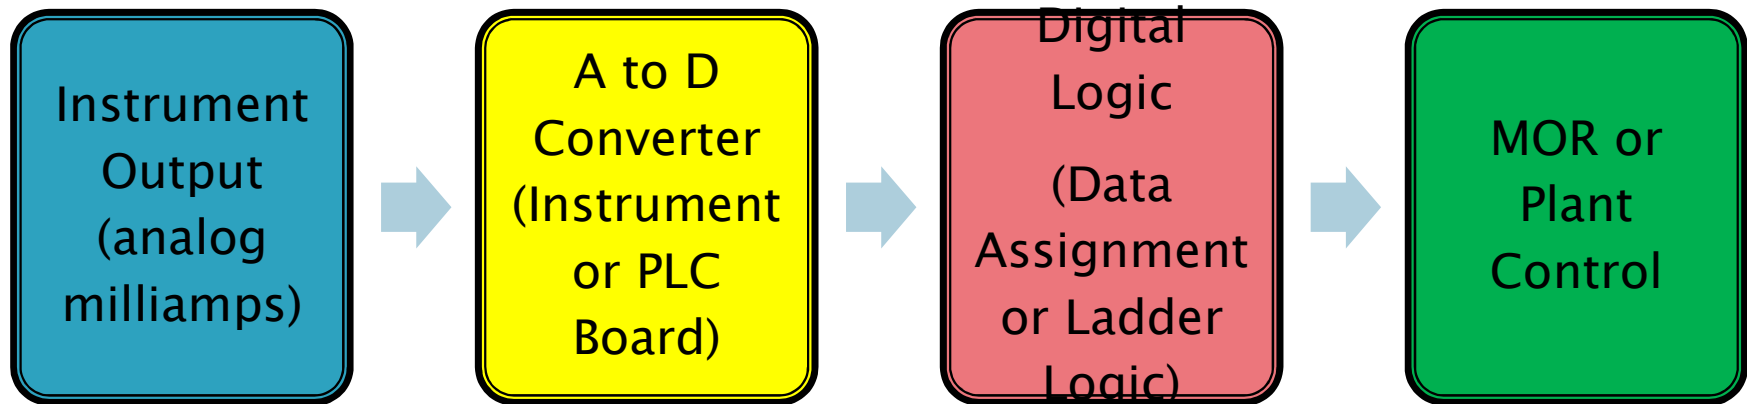 Instrument
Output
(analog
milliamps)
A to D
Converter
(Instrument
or PLC
Board)
Digital
Logic
(Data
Assignment
or Ladder
Logic)
MOR or
Plant
Control